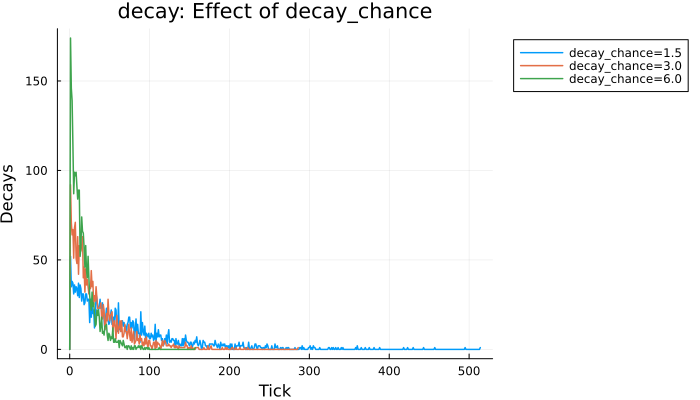 decay: Effect of decay_chance
decay_chance=1.5
decay_chance=3.0
decay_chance=6.0
150
100
50
0
Decays
0 100 200 300 400 500
Tick